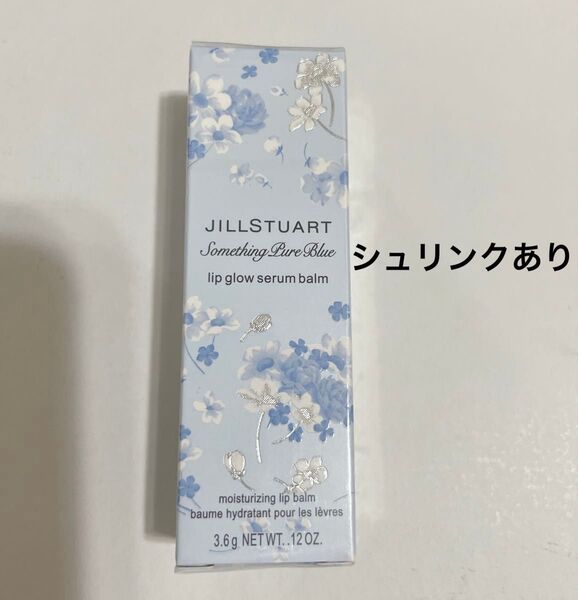 JILLSTUART
Something Pure Blue
lip glow serum balm
シュリンクあり
moisturizing lip balm
baume hydratant pour les lèvres
3.6g NET WT. .12 OZ.